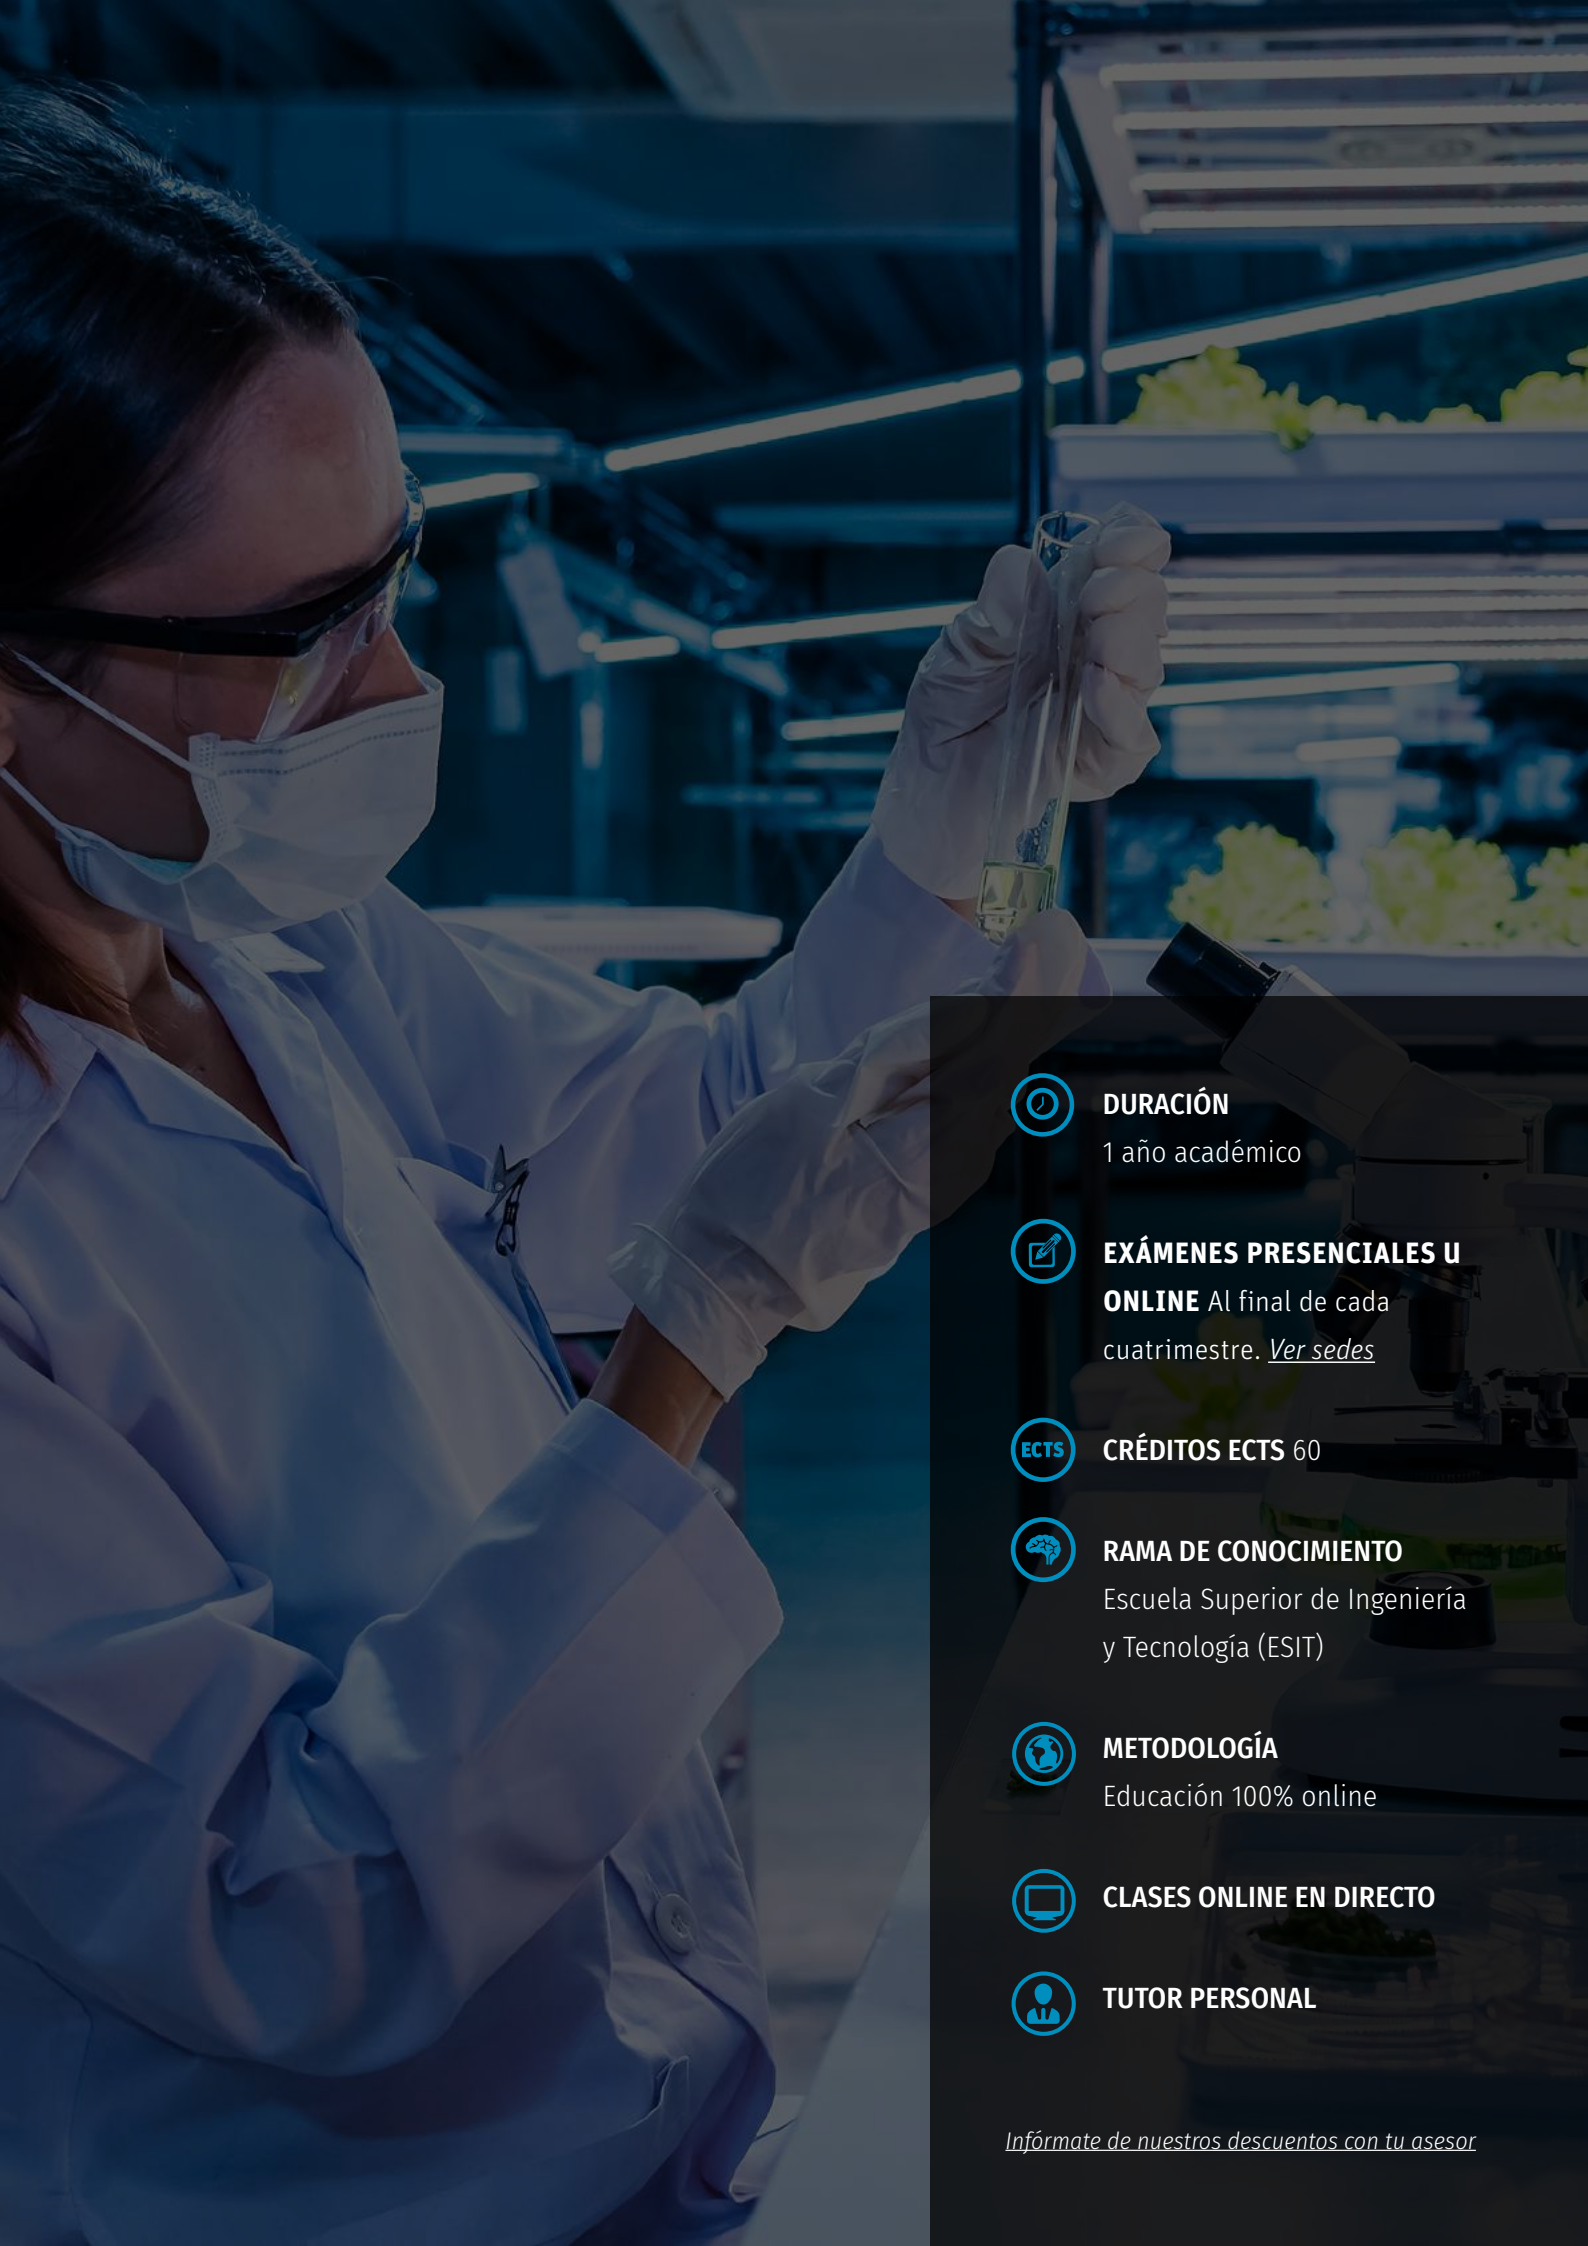 DURACIÓN
1 año académico
EXÁMENES PRESENCIALES U
ONLINE Al final de cada
cuatrimestre. Ver sedes
ECTS CRÉDITOS ECTS 60
RAMA DE CONOCIMIENTO
Escuela Superior de Ingeniería
y Tecnología (ESIT)
METODOLOGÍA
Educación 100% online
CLASES ONLINE EN DIRECTO
TUTOR PERSONAL
Infórmate de nuestros descuentos con tu asesor